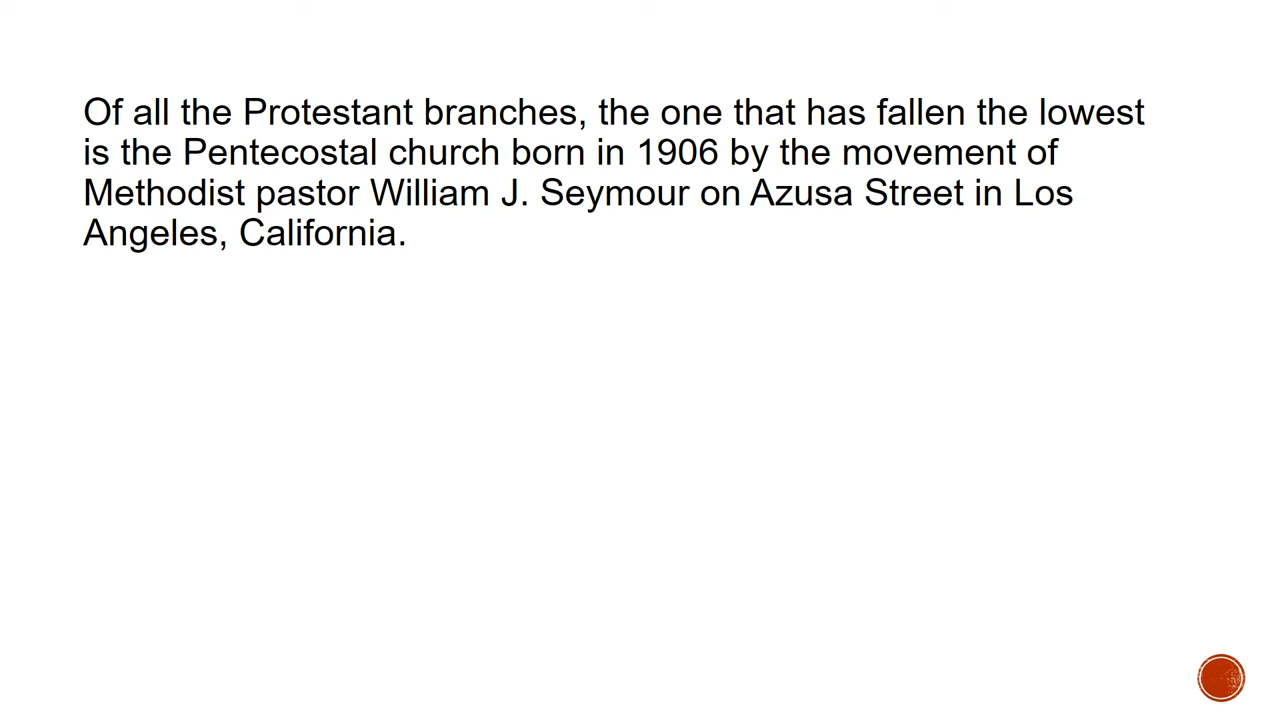 Of all the Protestant branches, the one that has fallen the lowest
is the Pentecostal church born in 1906 by the movement of
Methodist pastor William J. Seymour on Azusa Street in Los
Angeles, California.